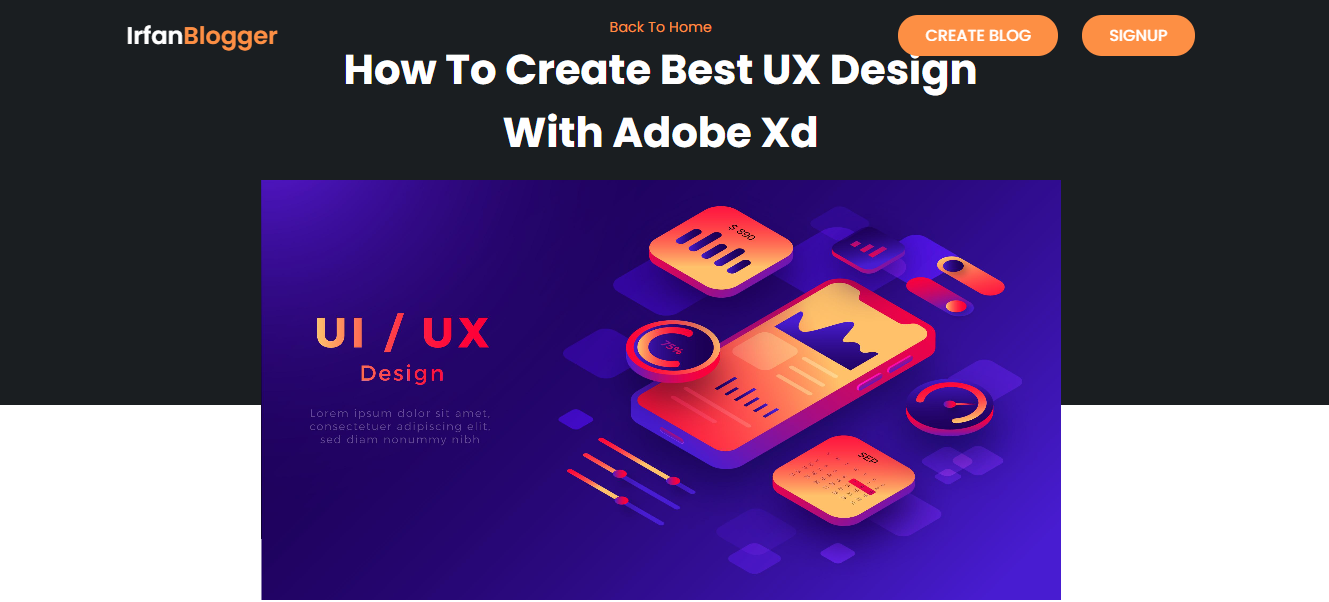 IrfanBlogger
Back To Home
CREATE BLOG
SIGNUP
How To Create Best UX Design
With Adobe Xd
UI / UX
Design
Lorem ipsum dolor sit amet,
consectetuer adipiscing elit,
sed diam nonummy nibh
$ 890
75%
SEP